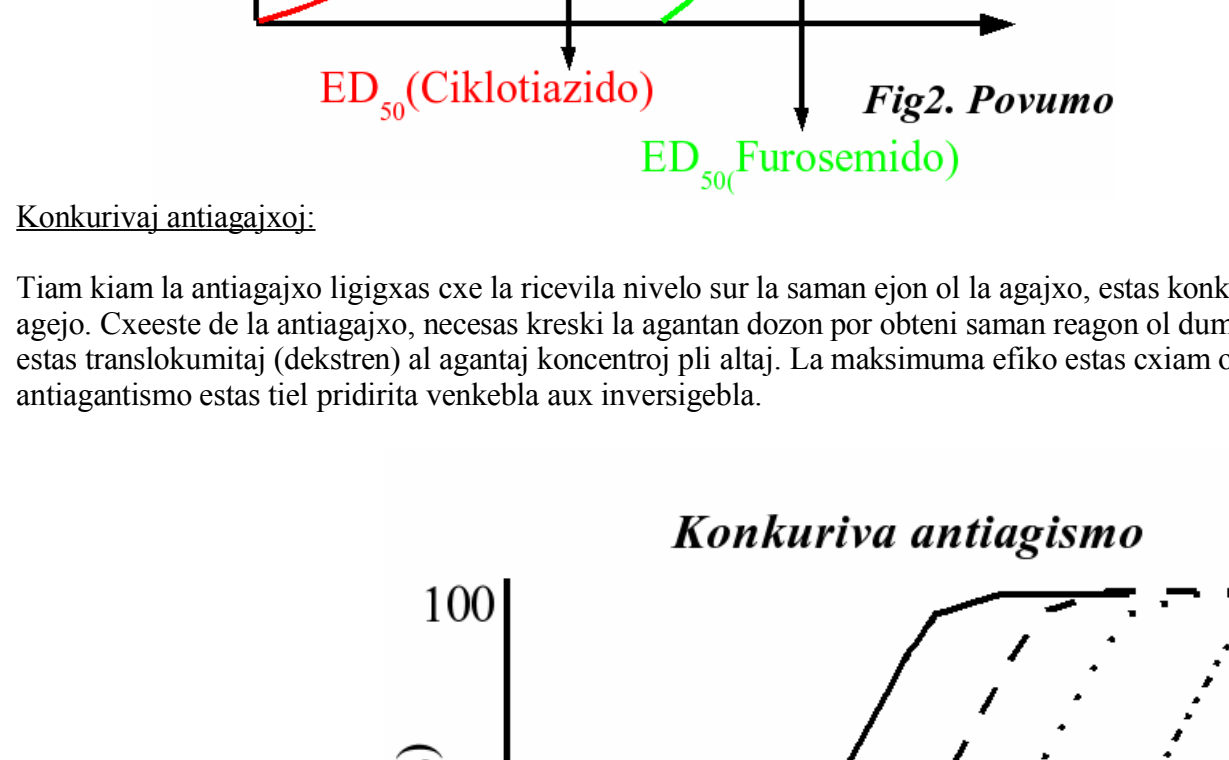 ED50(Ciklotiazido)
Fig2. Povumo
ED50(Furosemido)
Konkurivaj antiagajxoj:
Tiam kiam la antiagajxo ligigxas cxe la ricevila nivelo sur la saman ejon ol la agajxo, estas
agejo. Cxeeste de la antiagajxo, necesas kreski la agantan dozon por obteni saman reagon ol
estas translokumitaj (dekstren) al agantaj koncentroj pli altaj. La maksimuma efiko estas cxiam
antiagantismo estas tiel pridirita venkebla aux inversigebla.
Konkuriva antiagismo
100
)